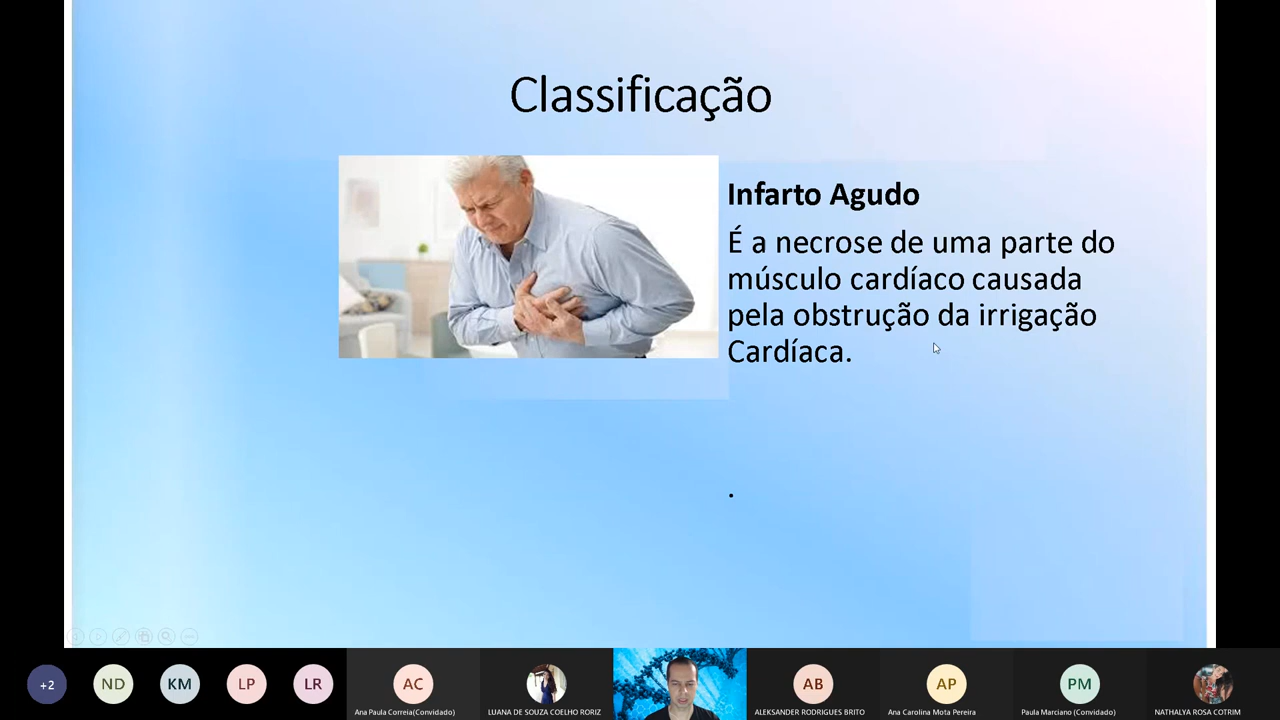 Classificação
Infarto Agudo
É a necrose de uma parte do
músculo cardíaco causada
pela obstrução da irrigação
Cardíaca.
.
+2
ND
KM
LP
LR
AC
Ana Paula Correia(Convidado)
LUANA DE SOUZA COELHO RORIZ
AB
ALEKSANDER RODRIGUES BRITO
AP
Ana Carolina Mota Pereira
PM
Paula Marciano (Convidado)
NATHALYA ROSA COTRIM